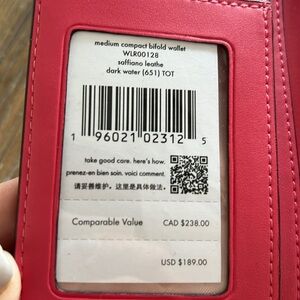 medium compact bifold wallet
WLR00128
saffiano leathe
dark water (651) TOT
1 96021 02312 5
take good care. here's how.
prenez-en bien soin. voici comment.
请妥善维护。这里是具体做法。
Comparable Value CAD $238.00
USD $189.00